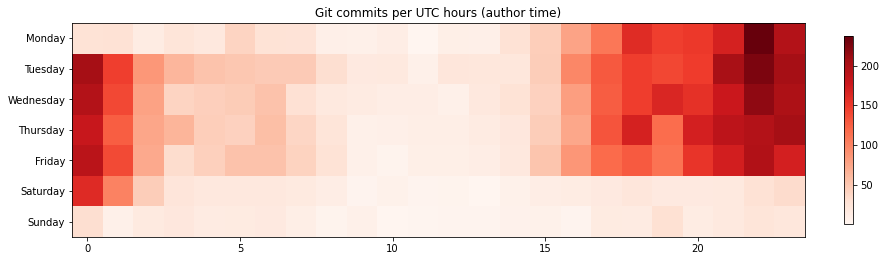 Git commits per UTC hours (author time)
Monday
Tuesday
Wednesday
Thursday
Friday
Saturday
Sunday
0 5 10 15 20
200
150
100
50